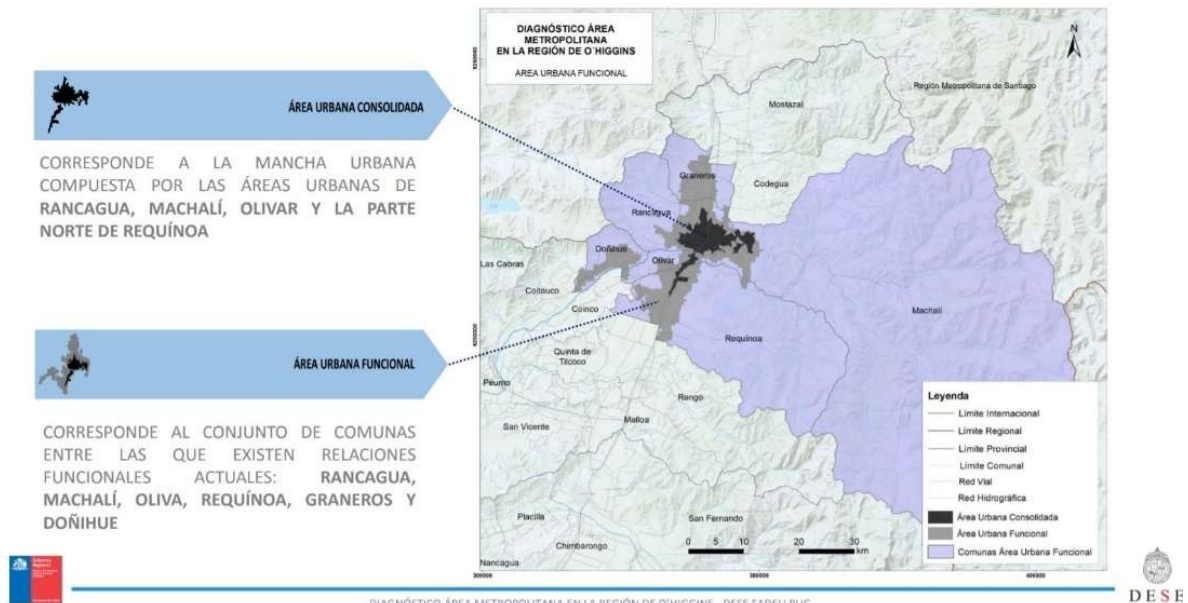 ÁREA URBANA CONSOLIDADA
CORRESPONDE A LA MANCHA URBANA
COMPUESTA POR LAS ÁREAS URBANAS DE
RANCAGUA, MACHALÍ, OLIVAR Y LA PARTE
NORTE DE REQUÍNOA
ÁREA URBANA FUNCIONAL
CORRESPONDE AL CONJUNTO DE COMUNAS
ENTRE LAS QUE EXISTEN RELACIONES
FUNCIONALES ACTUALES: RANCAGUA,
MACHALÍ, OLIVA, REQUÍNOA, GRANEROS Y
DOÑIHUE
DIAGNÓSTICO ÁREA
METROPOLITANA
EN LA REGIÓN DE O'HIGGINS
ÁREA URBANA FUNCIONAL
N
Región Metropolitana de Santiago
Mostazal
Graneros
Codegua
Rancagua
Doñihue
Olivar
Las Cabras
Coltauco
Coinco
Machalí
Requínoa
Quinta de
Tilcoco
Peumo
Rengo
Malloa
San Vicente
Placilla
San Fernando
Chimbarongo
Nancagua
0 5 10 20 30
km
300000
400000
Leyenda
Límite Internacional
Límite Regional
Límite Provincial
Límite Comunal
Red Vial
Red Hidrográfica
Área Urbana Consolidada
Área Urbana Funcional
Comunas Área Urbana Funcional
DESE